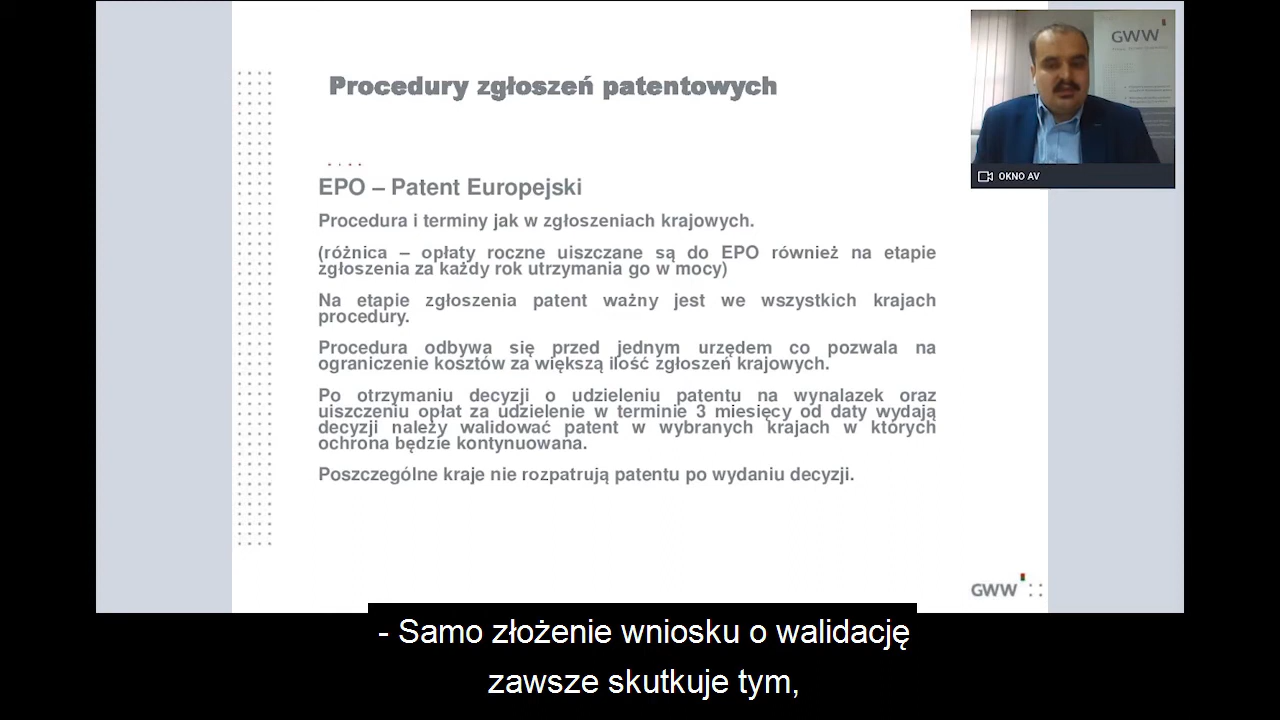 Procedury zgłoszeń patentowych
GWW
OKNO AV
EPO – Patent Europejski
Procedura i terminy jak w zgłoszeniach krajowych.
(różnica – opłaty roczne uiszczane są do EPO również na etapie
zgłoszenia za każdy rok utrzymania go w mocy)
Na etapie zgłoszenia patent ważny jest we wszystkich krajach
procedury.
Procedura odbywa się przed jednym urzędem co pozwala na
ograniczenie kosztów za większą ilość zgłoszeń krajowych.
Po otrzymaniu decyzji o udzieleniu patentu na wynalazek oraz
uiszczeniu opłat za udzielenie w terminie 3 miesięcy od daty wydają
decyzji należy walidować patent w wybranych krajach w których
ochrona będzie kontynuowana.
Poszczególne kraje nie rozpatrują patentu po wydaniu decyzji.
GWW
- Samo złożenie wniosku o walidację
zawsze skutkuje tym,